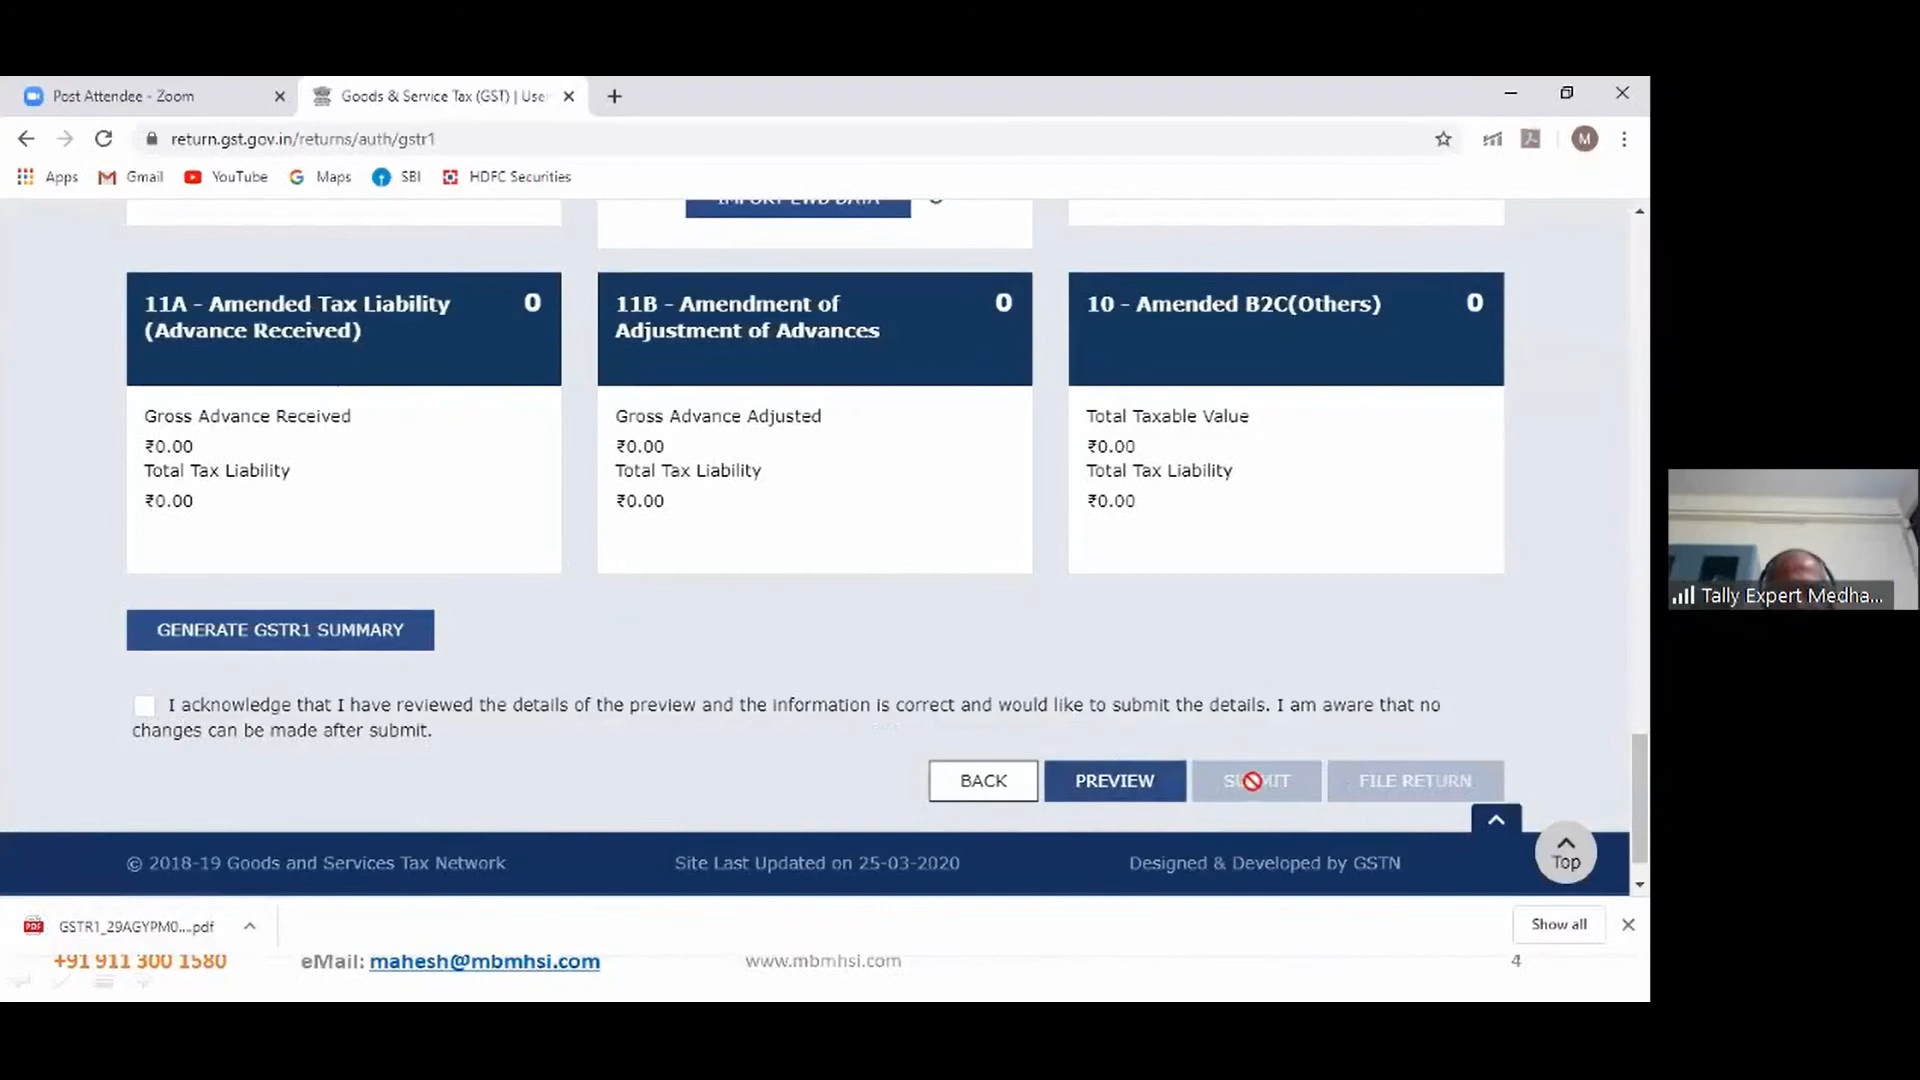 Post Attendee - Zoom
Goods & Service Tax (GST) | User
return.gst.gov.in/returns/auth/gstr1
M
Apps
Gmail
YouTube
Maps
SBI
HDFC Securities
IMPORT EWB DATA
11A - Amended Tax Liability (Advance Received)
0
Gross Advance Received
₹0.00
Total Tax Liability
₹0.00
11B - Amendment of Adjustment of Advances
0
Gross Advance Adjusted
₹0.00
Total Tax Liability
₹0.00
10 - Amended B2C(Others)
0
Total Taxable Value
₹0.00
Total Tax Liability
₹0.00
GENERATE GSTR1 SUMMARY
I acknowledge that I have reviewed the details of the preview and the information is correct and would like to submit the details. I am aware that no
changes can be made after submit.
BACK
PREVIEW
SUBMIT
FILE RETURN
Top
© 2018-19 Goods and Services Tax Network
Site Last Updated on 25-03-2020
Designed & Developed by GSTN
GSTR1_29AGYPM0....pdf
Show all
+91 911 300 1580
eMail: mahesh@mbmhsi.com
www.mbmhsi.com
4
Tally Expert Medha...